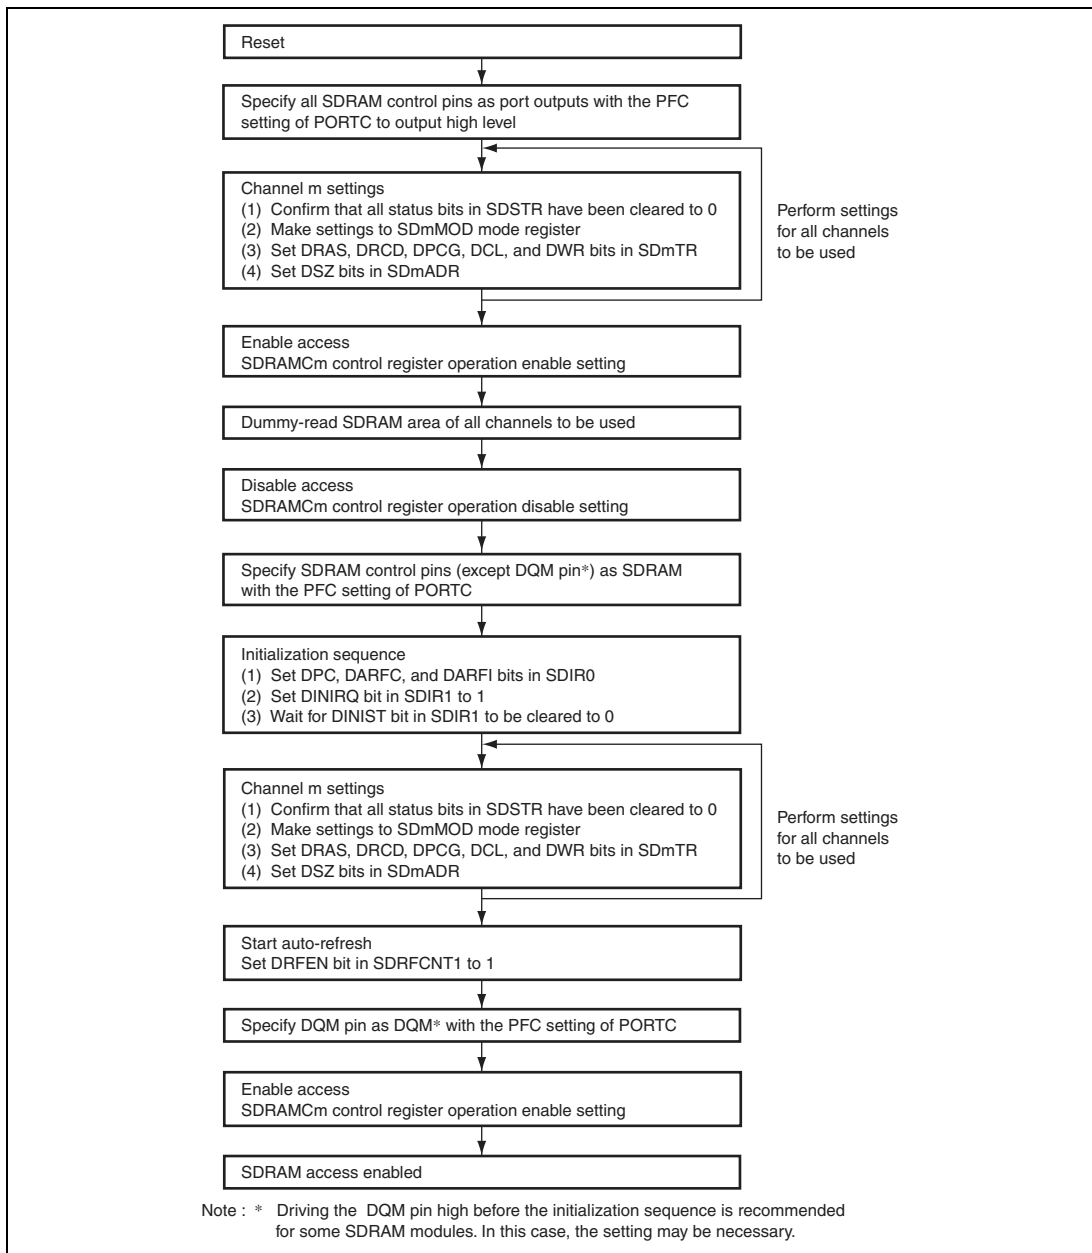 Reset
Specify all SDRAM control pins as port outputs with the PFC
setting of PORTC to output high level
Channel m settings
(1) Confirm that all status bits in SDSTR have been cleared to 0
(2) Make settings to SDmMOD mode register
(3) Set DRAS, DRCD, DPCG, DCL, and DWR bits in SDmTR
(4) Set DSZ bits in SDmADR
Perform settings
for all channels
to be used
Enable access
SDRAMCm control register operation enable setting
Dummy-read SDRAM area of all channels to be used
Disable access
SDRAMCm control register operation disable setting
Specify SDRAM control pins (except DQM pin*) as SDRAM
with the PFC setting of PORTC
Initialization sequence
(1) Set DPC, DARFC, and DARFI bits in SDIR0
(2) Set DINIRQ bit in SDIR1 to 1
(3) Wait for DINIST bit in SDIR1 to be cleared to 0
Channel m settings
(1) Confirm that all status bits in SDSTR have been cleared to 0
(2) Make settings to SDmMOD mode register
(3) Set DRAS, DRCD, DPCG, DCL, and DWR bits in SDmTR
(4) Set DSZ bits in SDmADR
Perform settings
for all channels
to be used
Start auto-refresh
Set DRFEN bit in SDRFCNT1 to 1
Specify DQM pin as DQM* with the PFC setting of PORTC
Enable access
SDRAMCm control register operation enable setting
SDRAM access enabled
Note : * Driving the DQM pin high before the initialization sequence is recommended
for some SDRAM modules. In this case, the setting may be necessary.